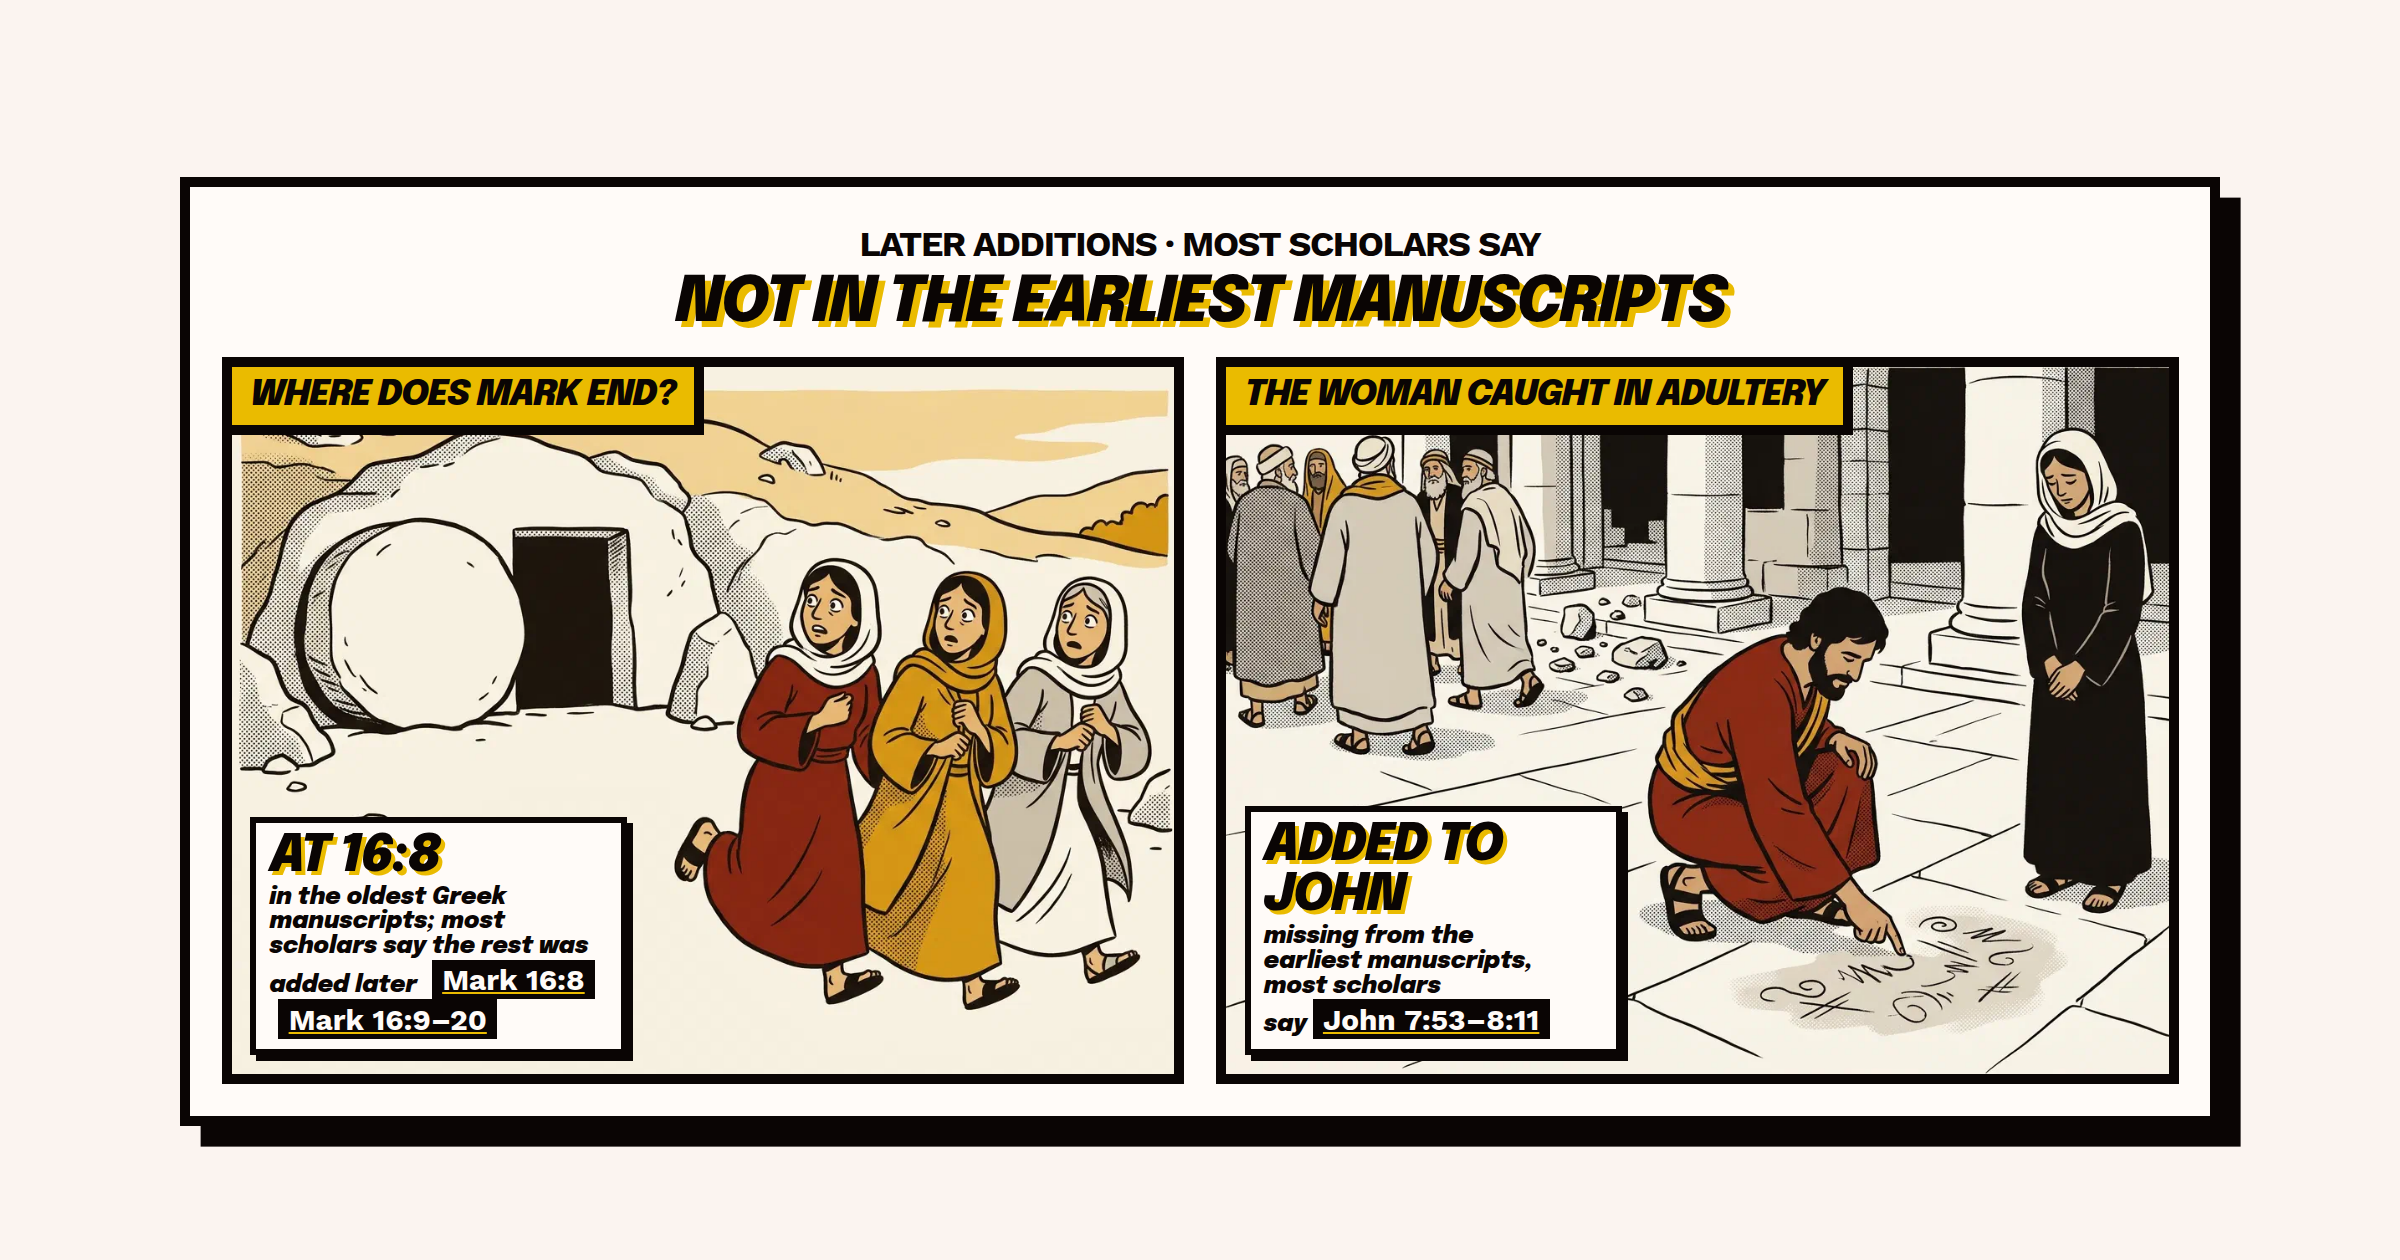 LATER ADDITIONS · MOST SCHOLARS SAY
NOT IN THE EARLIEST MANUSCRIPTS
WHERE DOES MARK END?
AT 16:8
in the oldest Greek
manuscripts; most
scholars say the rest was
added later Mark 16:8
Mark 16:9–20
THE WOMAN CAUGHT IN ADULTERY
ADDED TO
JOHN
missing from the
earliest manuscripts,
most scholars
say John 7:53–8:11